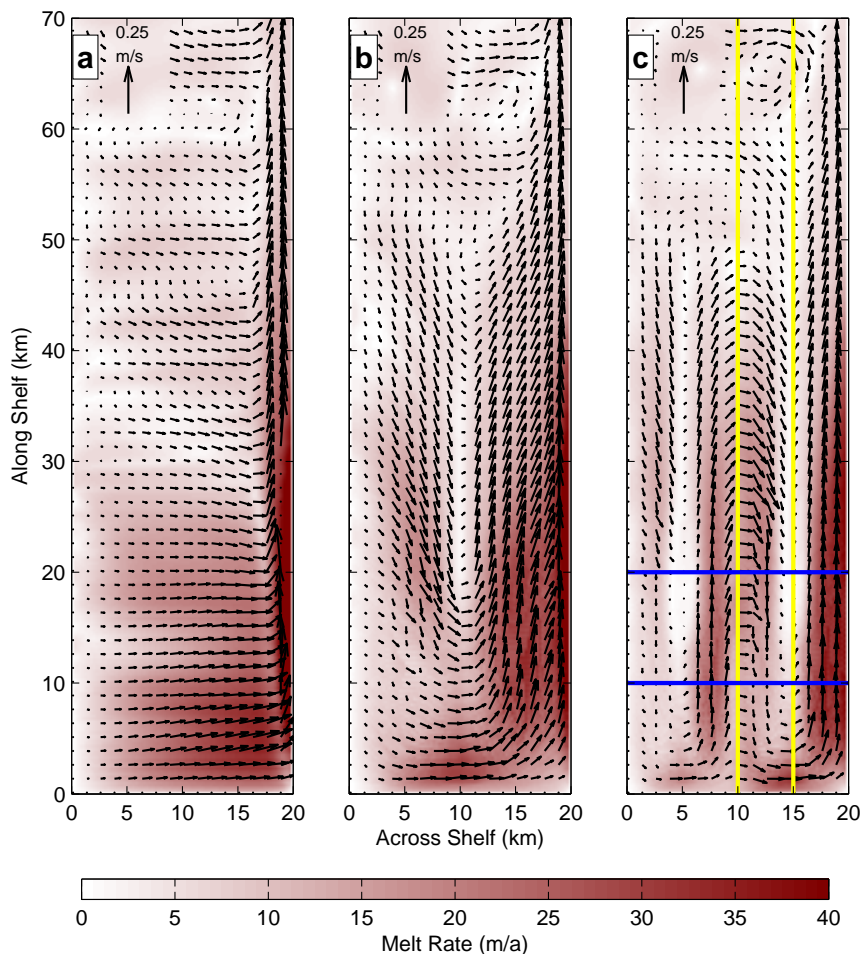 a
0.25
m/s
b
0.25
m/s
c
0.25
m/s
70
60
50
40
30
20
10
0
Along Shelf (km)
0 5 10 15 20
0 5 10 15 20
0 5 10 15 20
Across Shelf (km)
0 5 10 15 20 25 30 35 40
Melt Rate (m/a)